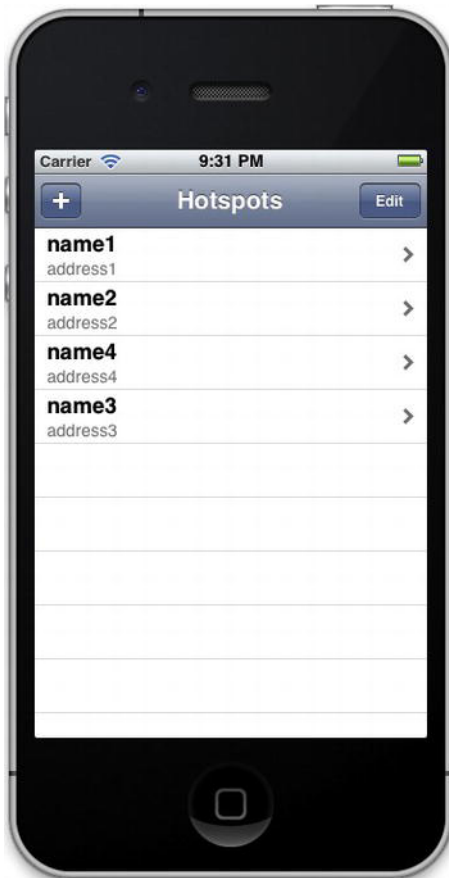 Carrier 9:31 PM
+ Hotspots Edit
name1
address1
name2
address2
name4
address4
name3
address3